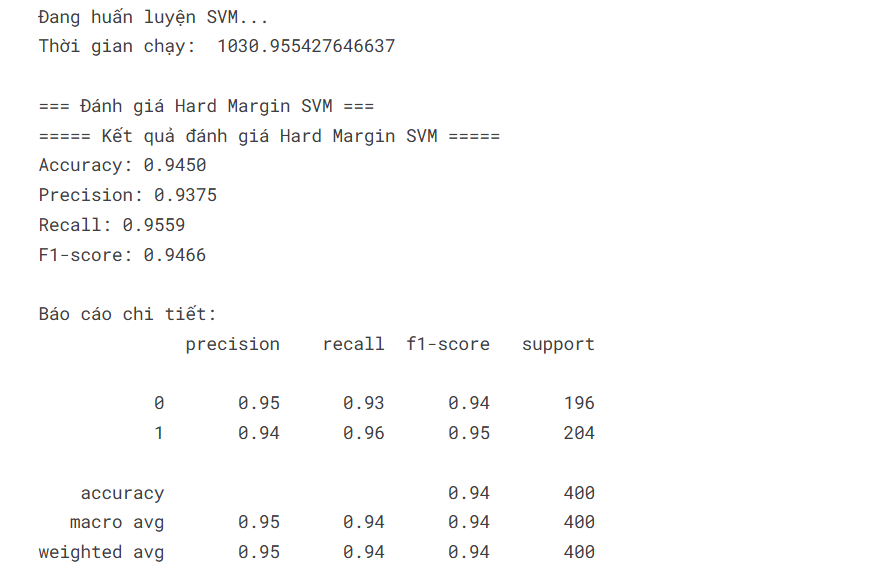 Đang huấn luyện SVM...
Thời gian chạy:  1030.955427646637
=== Đánh giá Hard Margin SVM ===
===== Kết quả đánh giá Hard Margin SVM =====
Accuracy: 0.9450
Precision: 0.9375
Recall: 0.9559
F1-score: 0.9466
Báo cáo chi tiết:
              precision    recall  f1-score   support
           0       0.95      0.93      0.94       196
           1       0.94      0.96      0.95       204
    accuracy                           0.94       400
   macro avg       0.95      0.94      0.94       400
weighted avg       0.95      0.94      0.94       400